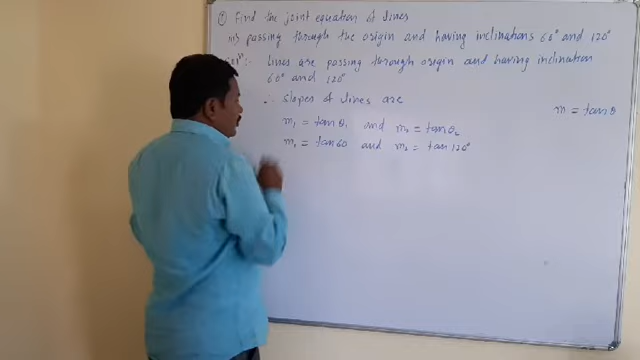 ① Find the joint equation of lines
(1) passing through the origin and having inclinations 60° and 120°
Solⁿ:- Lines are passing through origin and having inclination
60° and 120°
∴ slopes of lines are
m = tan θ
m₁ = tan θ₁ and m₂ = tan θ₂
m₁ = tan 60 and m₂ = tan 120°